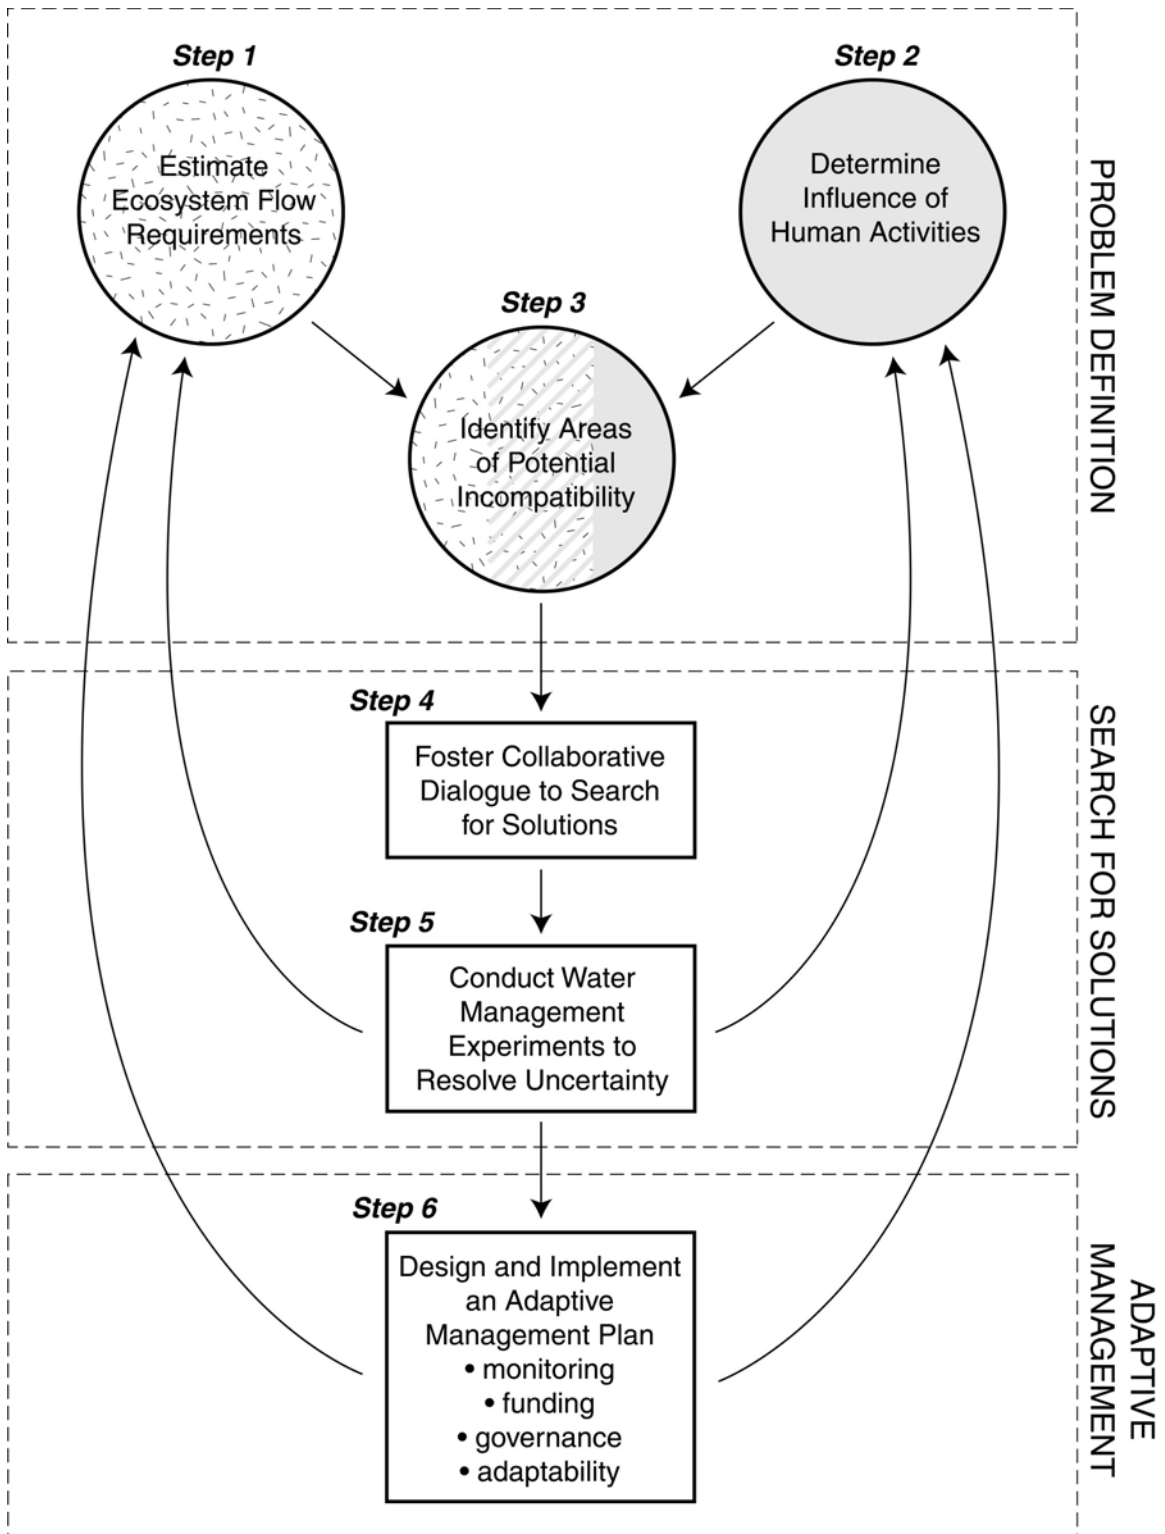 Step 1
Estimate
Ecosystem Flow
Requirements
Step 2
Determine
Influence of
Human Activities
Step 3
Identify Areas
of Potential
Incompatibility
PROBLEM DEFINITION
Step 4
Foster Collaborative
Dialogue to Search
for Solutions
Step 5
Conduct Water
Management
Experiments to
Resolve Uncertainty
SEARCH FOR SOLUTIONS
Step 6
Design and Implement
an Adaptive
Management Plan
• monitoring
• funding
• governance
• adaptability
ADAPTIVE
MANAGEMENT